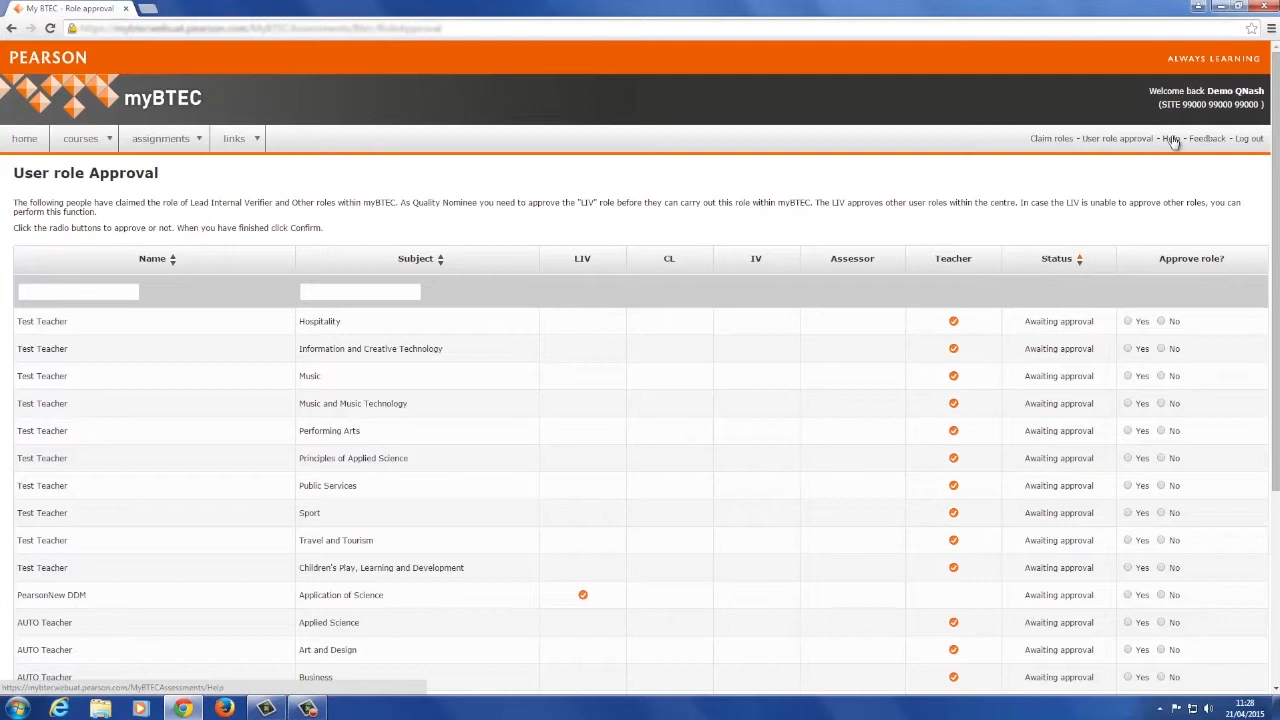 My BTEC - Role approval
PEARSON
ALWAYS LEARNING
myBTEC
Welcome back Demo QNash
(SITE 99000 99000 99000 )
home courses assignments links
Claim roles - User role approval - Help - Feedback - Log out
User role Approval
The following people have claimed the role of Lead Internal Verifier and Other roles within myBTEC. As Quality Nominee you need to approve the "LIV" role before they can carry out this role within myBTEC. The LIV approves other user roles within the centre. In case the LIV is unable to approve other roles, you can
perform this function.
Click the radio buttons to approve or not. When you have finished click Confirm.
Name Subject LIV CL IV Assessor Teacher Status Approve role?
Test Teacher Hospitality Awaiting approval Yes No
Test Teacher Information and Creative Technology Awaiting approval Yes No
Test Teacher Music Awaiting approval Yes No
Test Teacher Music and Music Technology Awaiting approval Yes No
Test Teacher Performing Arts Awaiting approval Yes No
Test Teacher Principles of Applied Science Awaiting approval Yes No
Test Teacher Public Services Awaiting approval Yes No
Test Teacher Sport Awaiting approval Yes No
Test Teacher Travel and Tourism Awaiting approval Yes No
Test Teacher Children's Play, Learning and Development Awaiting approval Yes No
PearsonNew DDM Application of Science Awaiting approval Yes No
AUTO Teacher Applied Science Awaiting approval Yes No
AUTO Teacher Art and Design Awaiting approval Yes No
AUTO Teacher Business Awaiting approval Yes No
https://mybtecwebuat.pearson.com/MyBTECAssessments/Help
11:28
21/04/2015